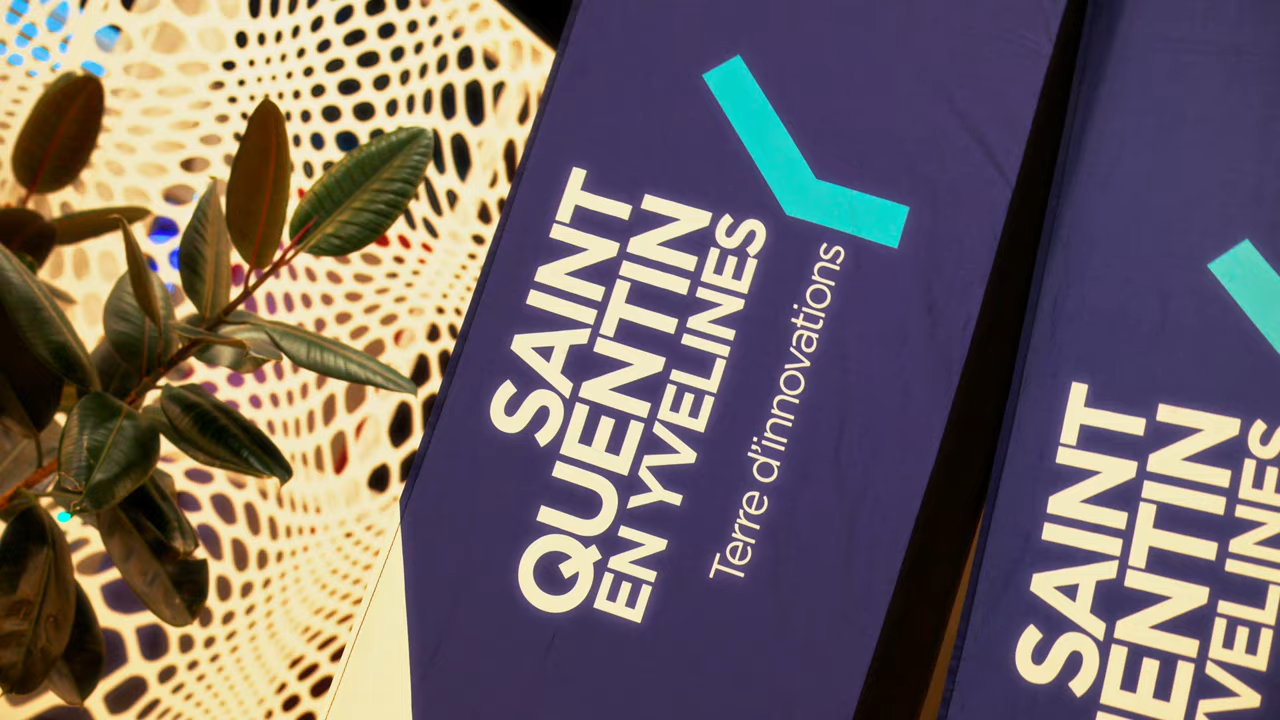 SAINT
QUENTIN
EN YVELINES
Terre d'innovations
SAINT
ENTIN
VELINES